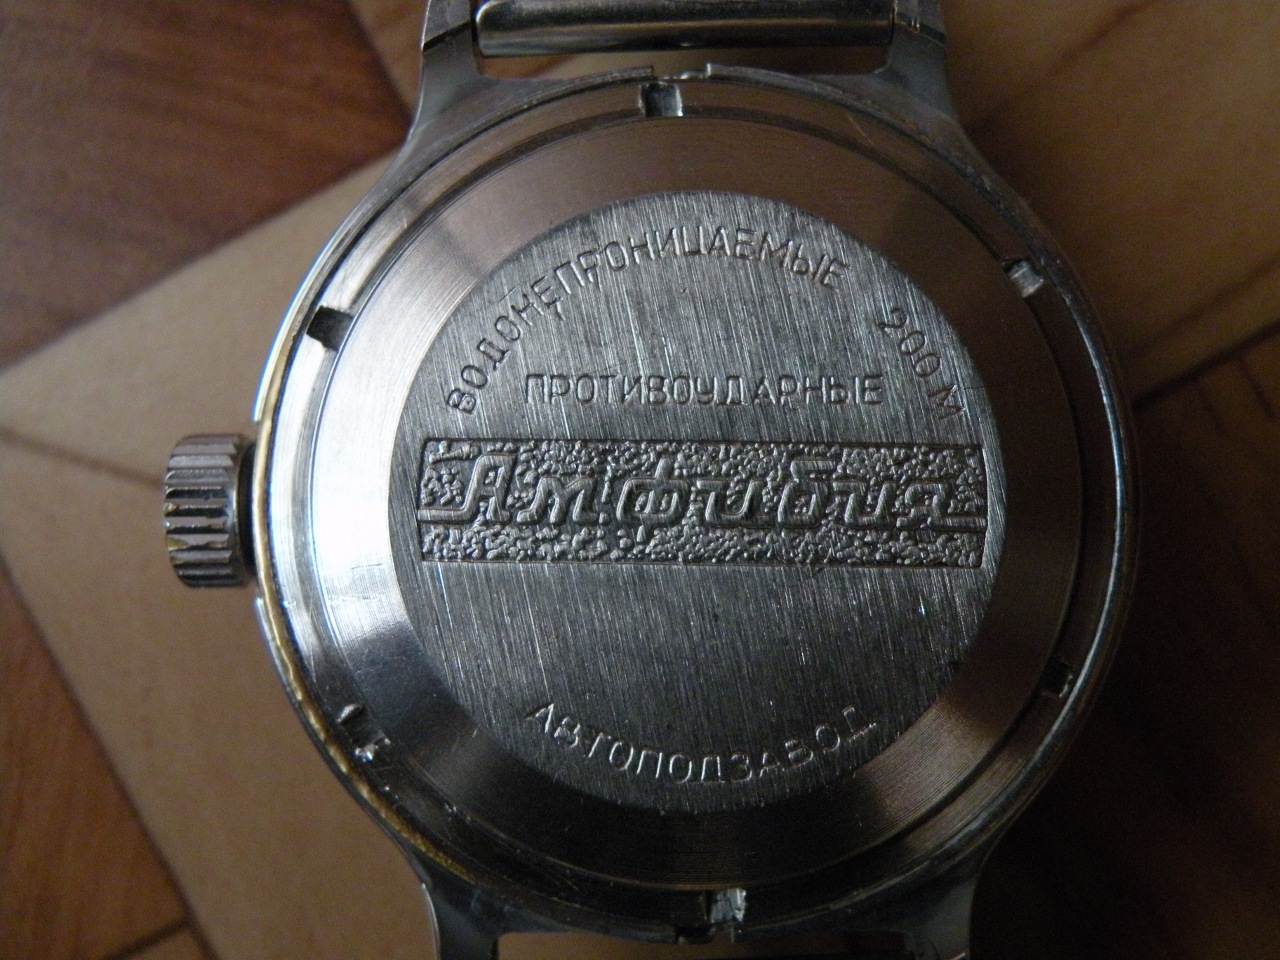 ВОДОНЕПРОНИЦАЕМЫЕ 200 М
ПРОТИВОУДАРНЫЕ
Амфибия
АВТОПОДЗАВОД